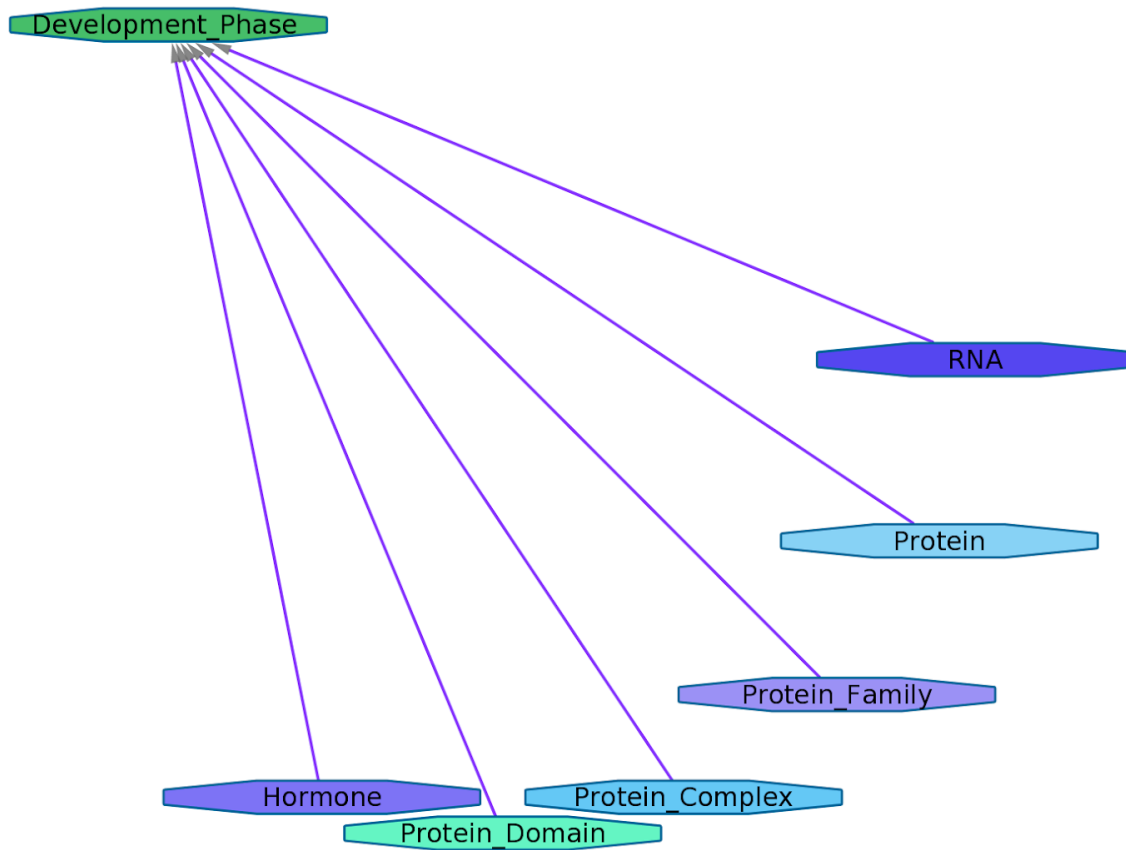 Development_Phase
RNA
Protein
Protein_Family
Hormone
Protein_Complex
Protein_Domain